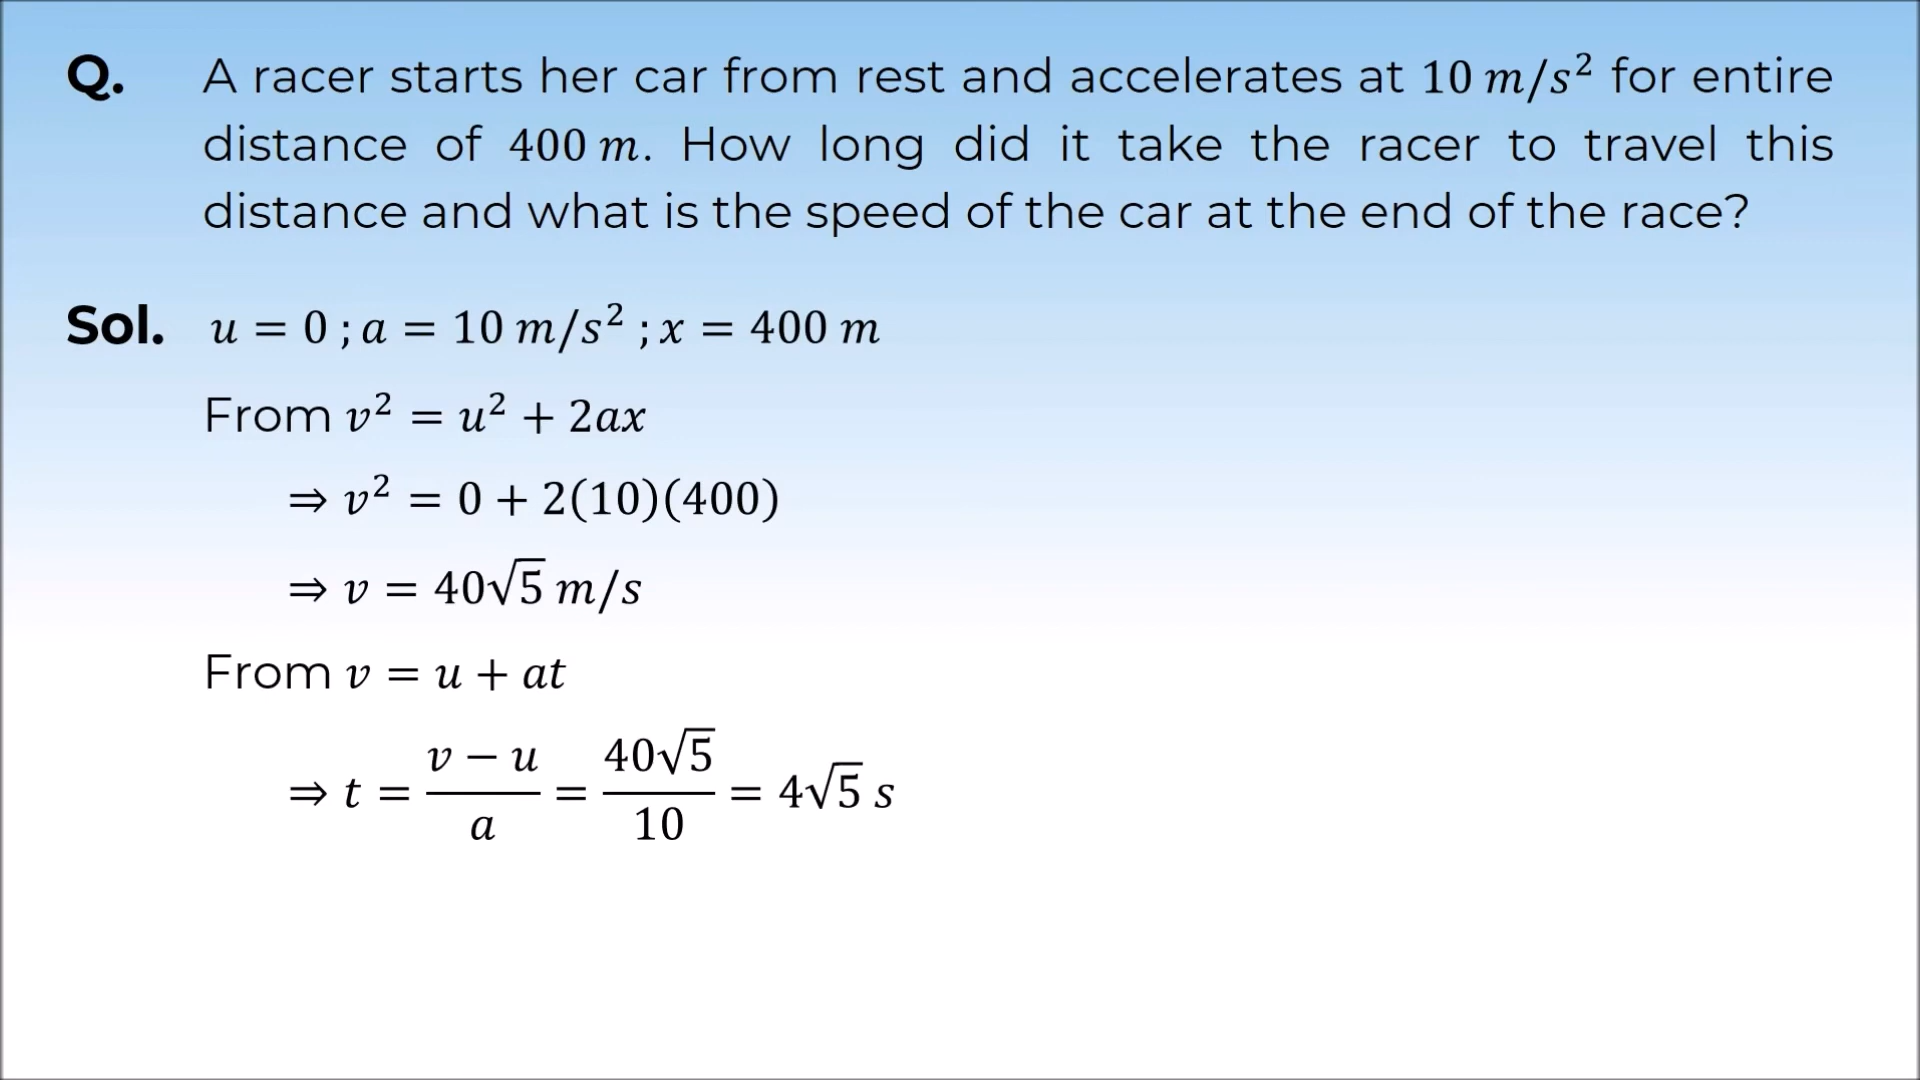 Q. A racer starts her car from rest and accelerates at 10 m/s² for entire
distance of 400 m. How long did it take the racer to travel this
distance and what is the speed of the car at the end of the race?
Sol. u = 0 ; a = 10 m/s² ; x = 400 m
From v² = u² + 2ax
⇒ v² = 0 + 2(10)(400)
⇒ v = 40√5 m/s
From v = u + at
⇒ t = (v − u)/a = 40√5/10 = 4√5 s